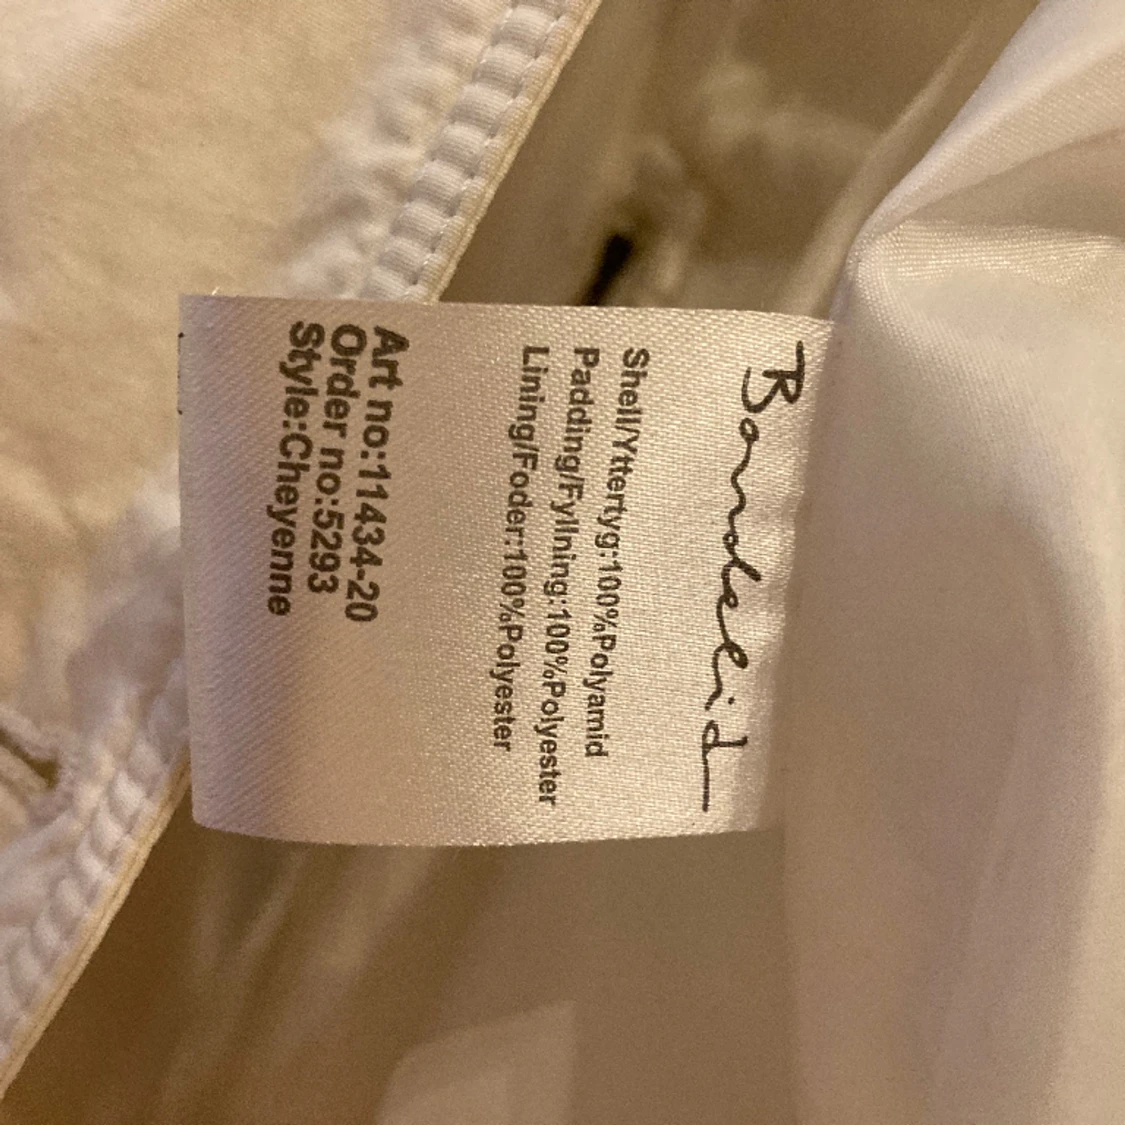 Bondelid
Shell/Yttertyg:100%Polyamid
Padding/Fyllning:100%Polyester
Lining/Foder:100%Polyester
Art no:11434-20
Order no:5293
Style:Cheyenne